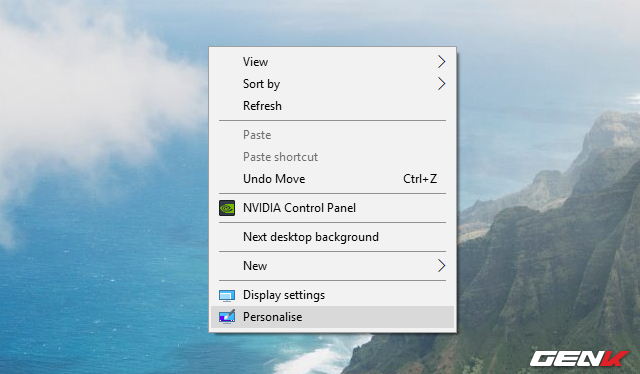 View
Sort by
Refresh
Paste
Paste shortcut
Undo Move Ctrl+Z
NVIDIA Control Panel
Next desktop background
New
Display settings
Personalise
GENK